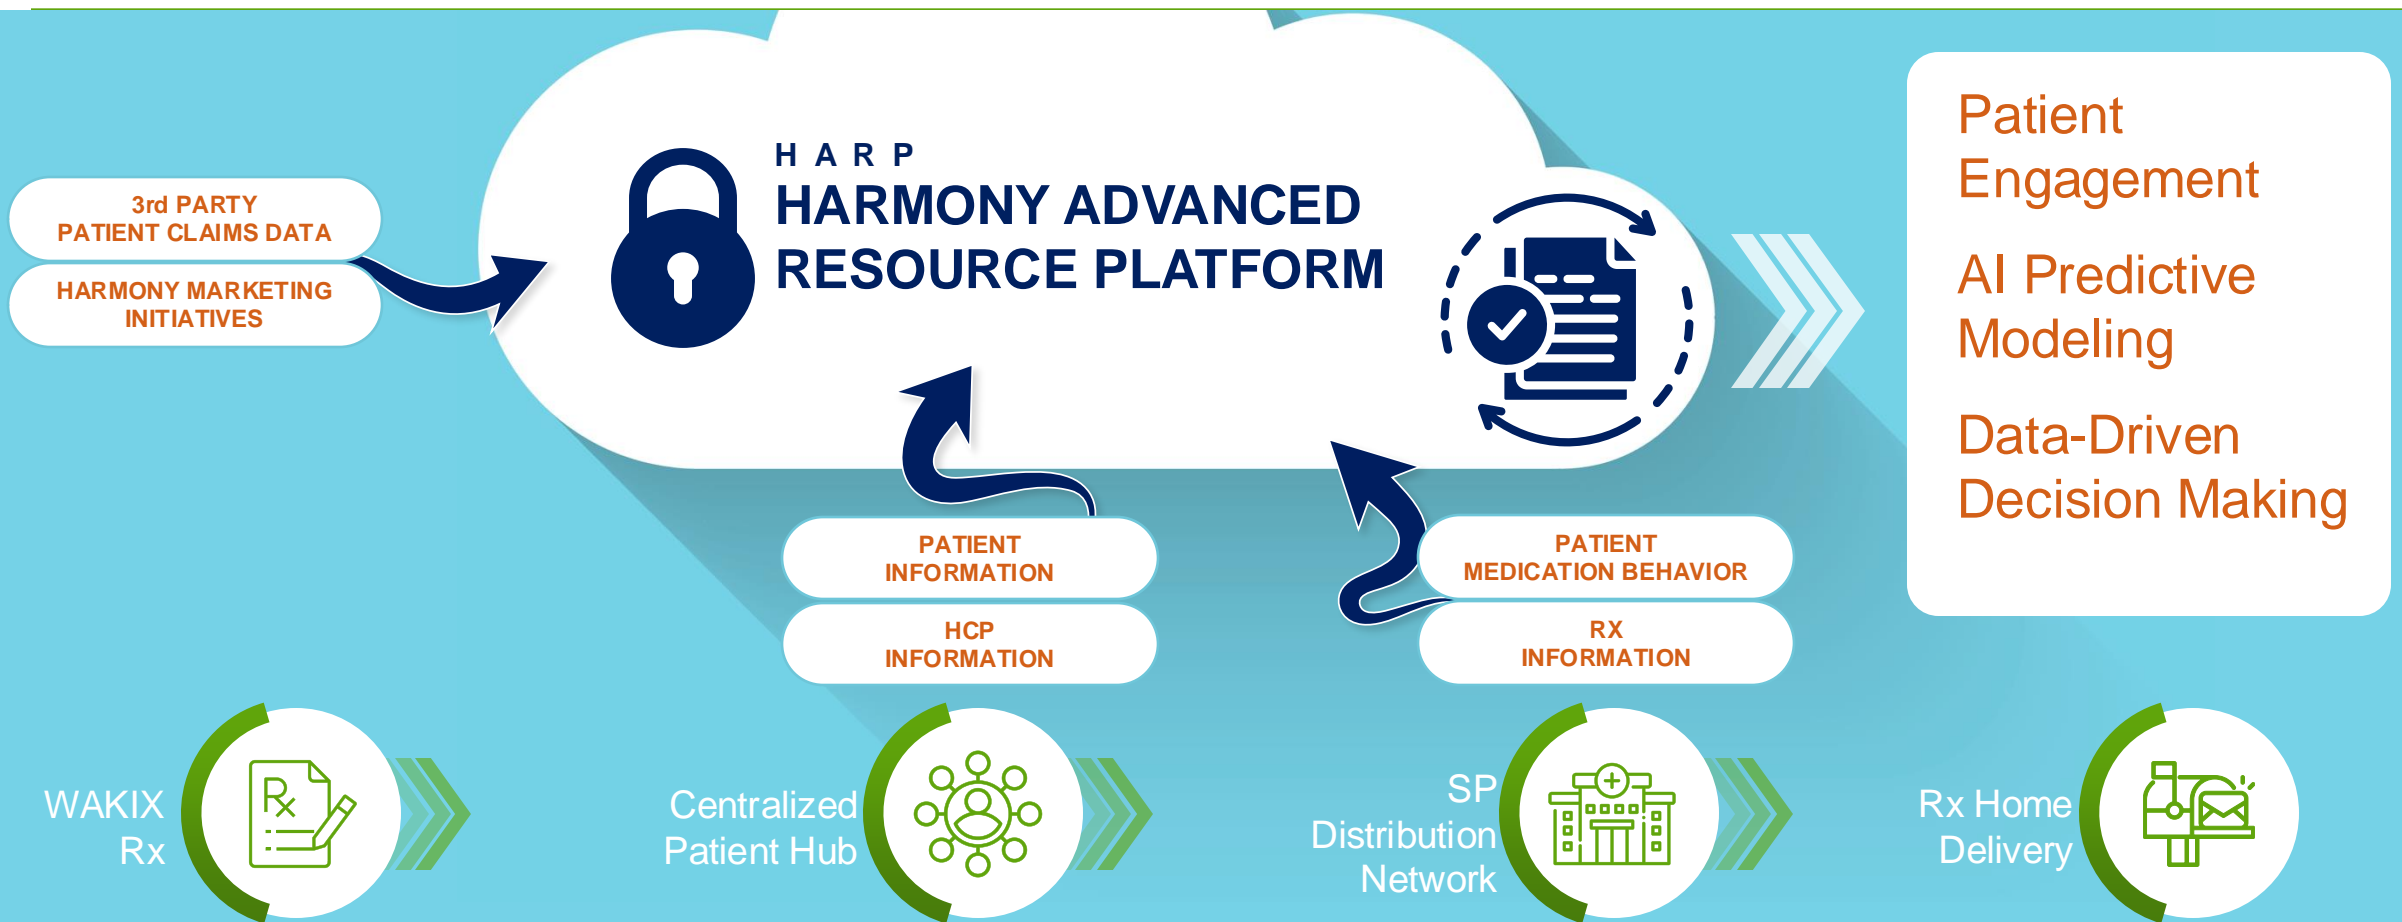 HARP
HARMONY ADVANCED
RESOURCE PLATFORM
3rd PARTY
PATIENT CLAIMS DATA
HARMONY MARKETING
INITIATIVES
Patient
Engagement
AI Predictive
Modeling
Data-Driven
Decision Making
PATIENT
INFORMATION
HCP
INFORMATION
PATIENT
MEDICATION BEHAVIOR
RX
INFORMATION
WAKIX
Rx
Rx
Centralized
Patient Hub
SP
Distribution
Network
Rx Home
Delivery